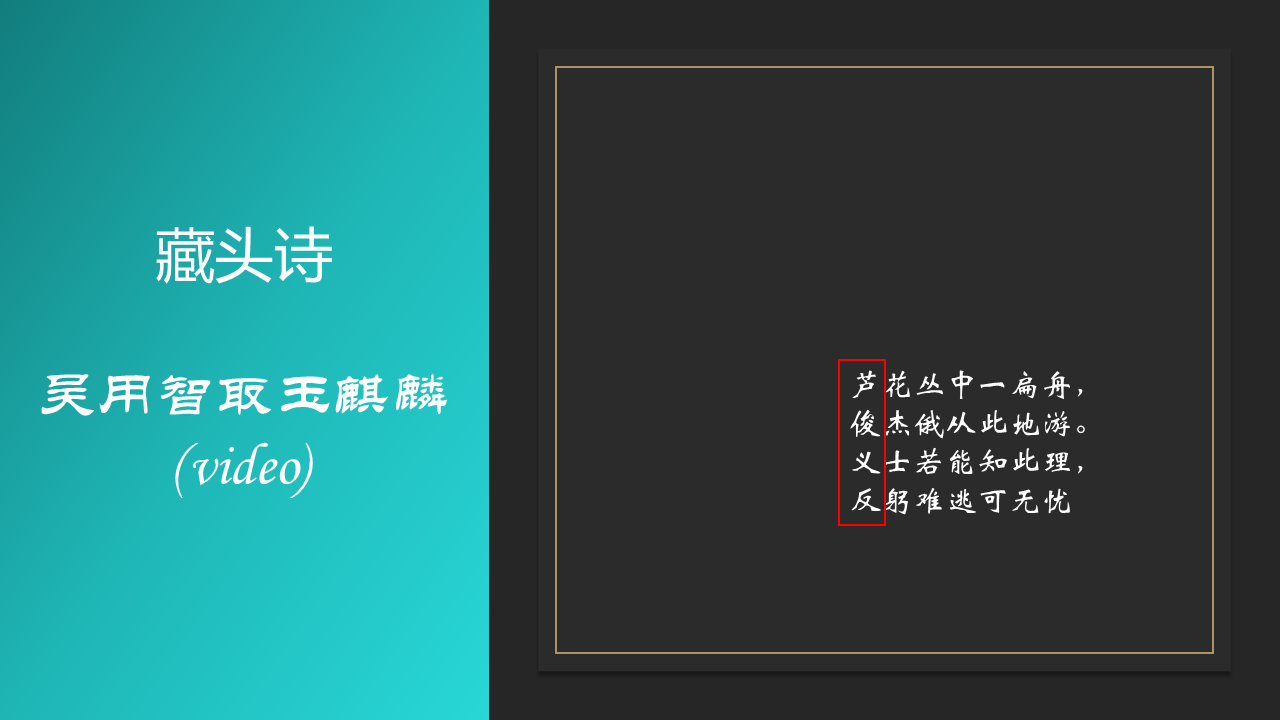 藏头诗
吴用智取玉麒麟
(video)
芦花丛中一扁舟，
俊杰俄从此地游。
义士若能知此理，
反躬难逃可无忧